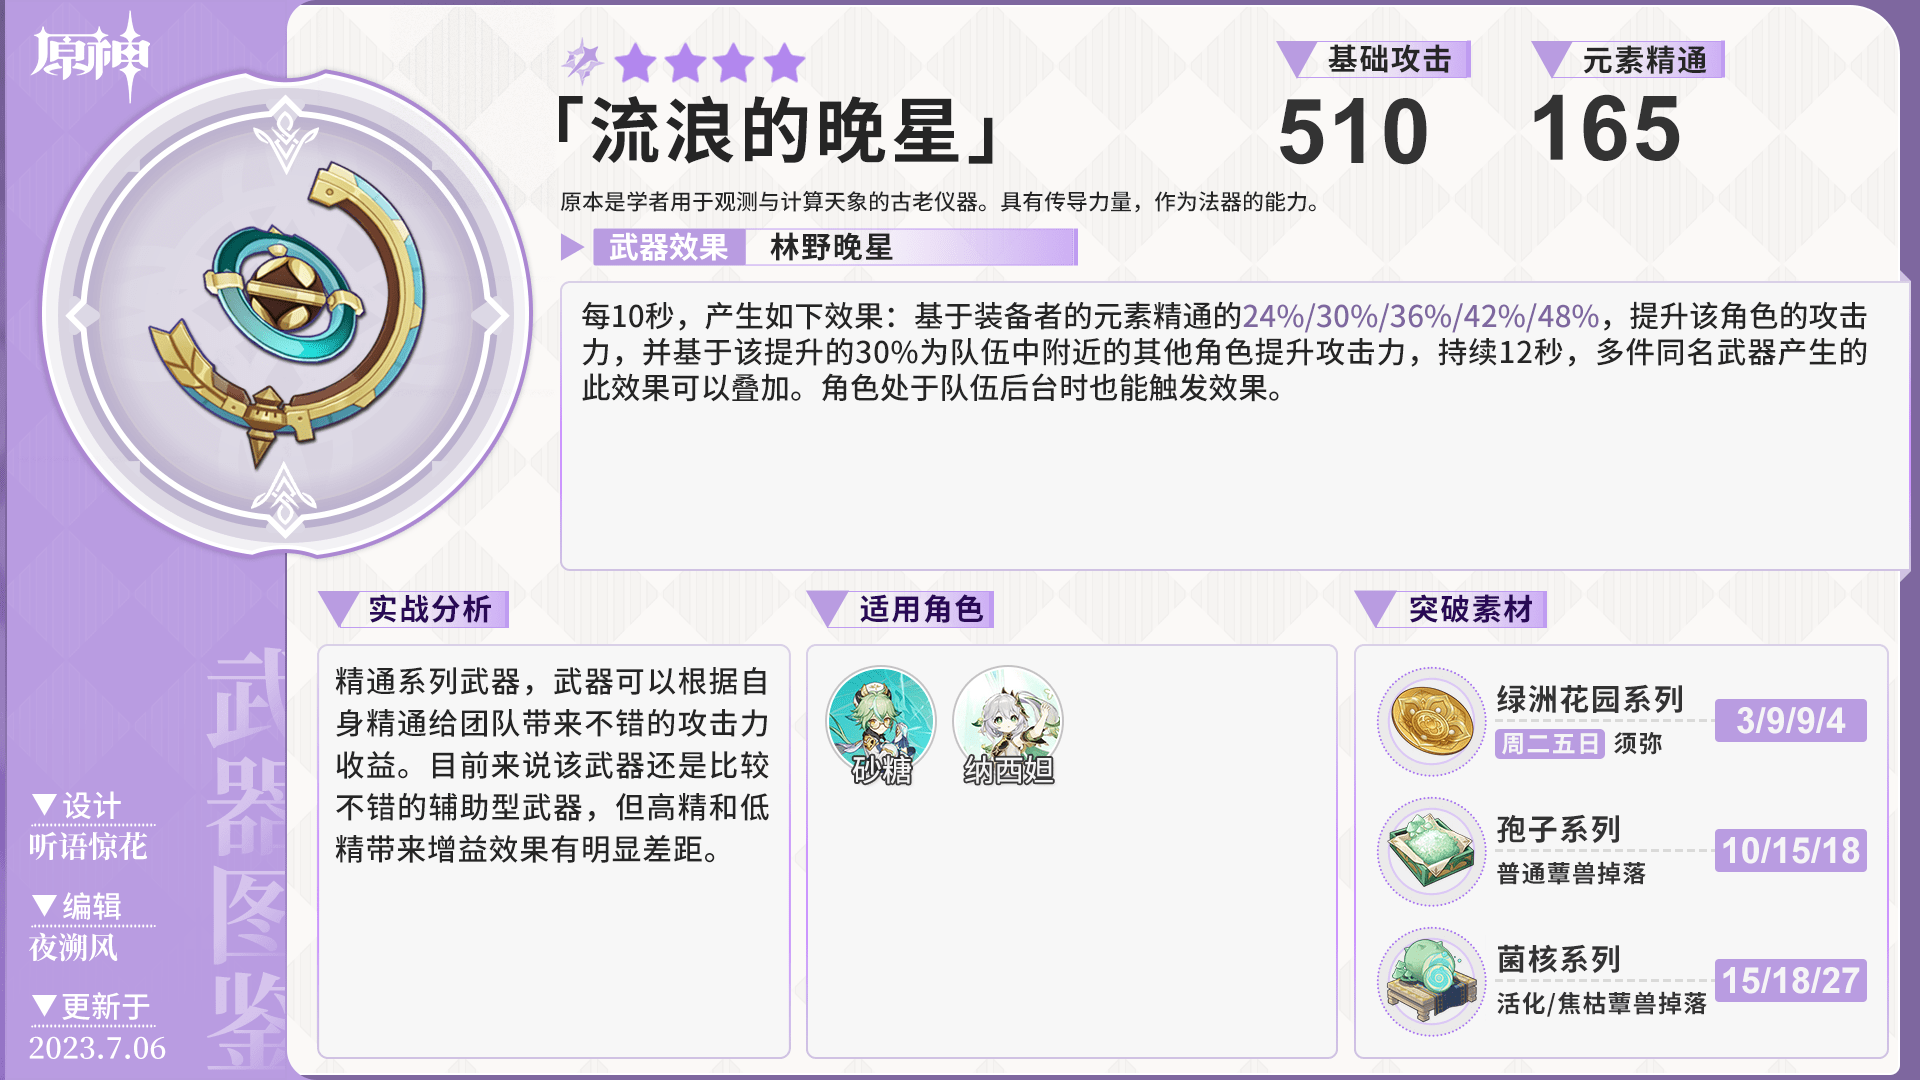 原神
「流浪的晚星」
基础攻击
510
元素精通
165
原本是学者用于观测与计算天象的古老仪器。具有传导力量，作为法器的能力。
武器效果 林野晚星
每10秒，产生如下效果：基于装备者的元素精通的24%/30%/36%/42%/48%，提升该角色的攻击
力，并基于该提升的30%为队伍中附近的其他角色提升攻击力，持续12秒，多件同名武器产生的
此效果可以叠加。角色处于队伍后台时也能触发效果。
实战分析
精通系列武器，武器可以根据自
身精通给团队带来不错的攻击力
收益。目前来说该武器还是比较
不错的辅助型武器，但高精和低
精带来增益效果有明显差距。
适用角色
砂糖
纳西妲
突破素材
绿洲花园系列
周二五日 须弥
3/9/9/4
孢子系列
普通蕈兽掉落
10/15/18
菌核系列
活化/焦枯蕈兽掉落
15/18/27
武器图鉴
▼设计
听语惊花
▼编辑
夜溯风
▼更新于
2023.7.06